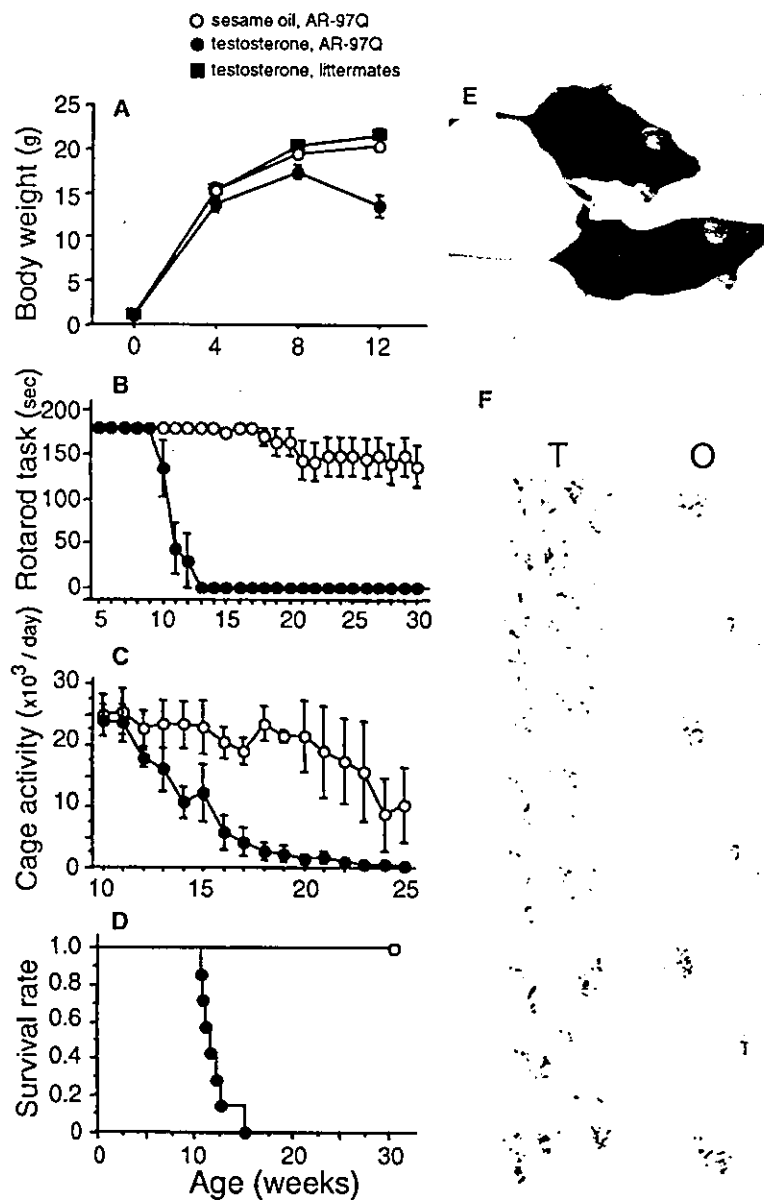 sesame oil, AR-97Q
testosterone, AR-97Q
testosterone, littermates
A
Body weight (g)
25
20
15
10
5
0
0 4 8 12
B
Rotarod task (sec)
200
150
100
50
0
5 10 15 20 25 30
C
Cage activity (x10³ / day)
30
20
10
0
10 15 20 25
D
Survival rate
1.0
0.8
0.6
0.4
0.2
0
0 10 20 30
Age (weeks)
E
F
T O